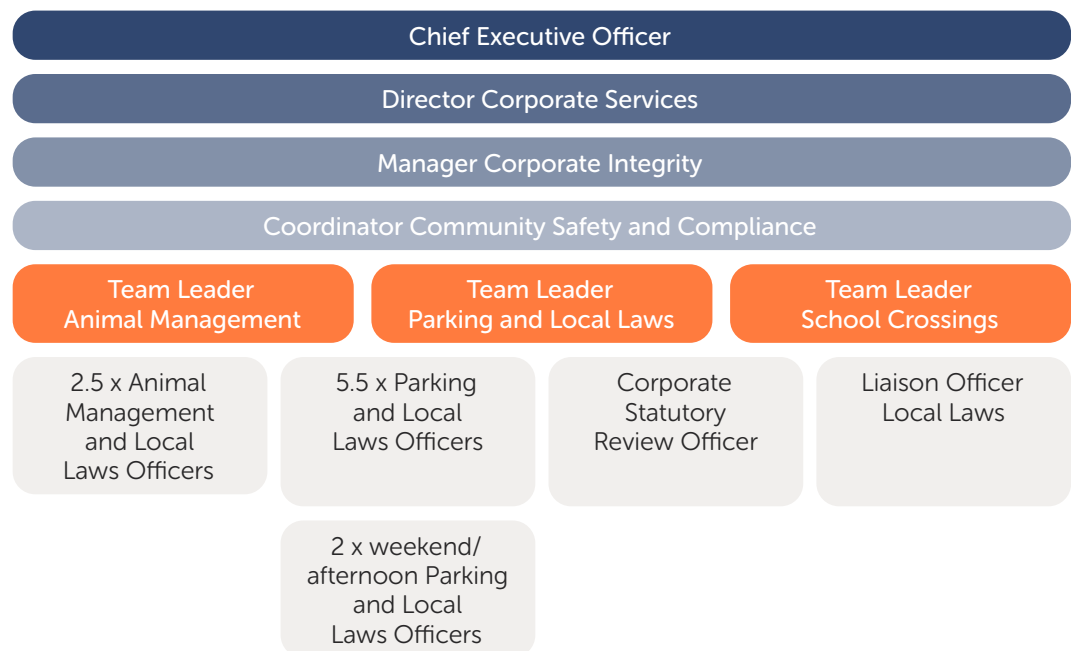 Chief Executive Officer
Director Corporate Services
Manager Corporate Integrity
Coordinator Community Safety and Compliance
Team Leader
Animal Management
Team Leader
Parking and Local Laws
Team Leader
School Crossings
2.5 x Animal
Management
and Local
Laws Officers
5.5 x Parking
and Local
Laws Officers
Corporate
Statutory
Review Officer
Liaison Officer
Local Laws
2 x weekend/
afternoon Parking
and Local
Laws Officers